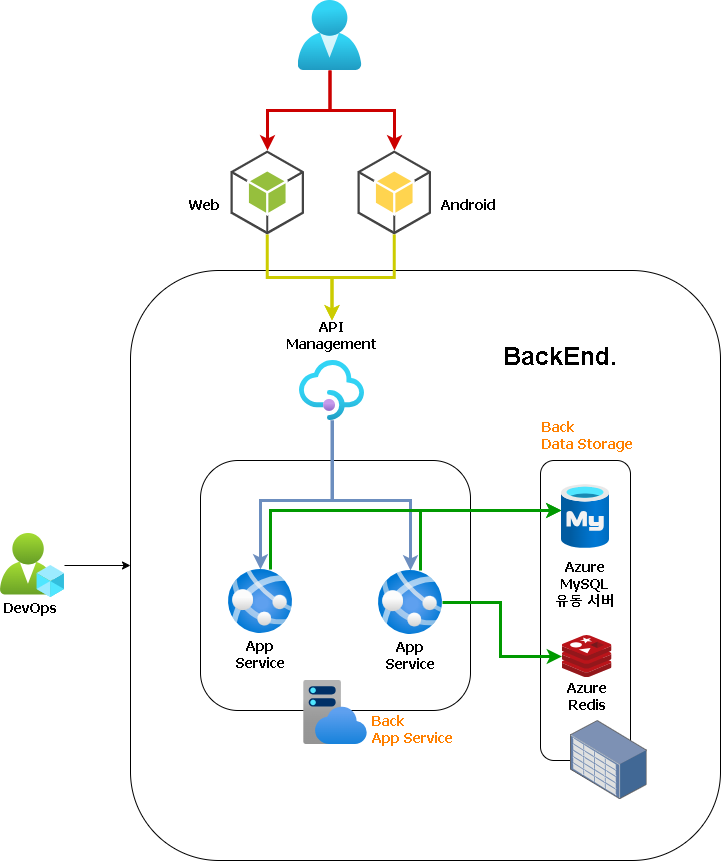 Web
Android
API
Management
BackEnd.
Back
Data Storage
My
Azure
MySQL
유동 서버
DevOps
App
Service
App
Service
Azure
Redis
Back
App Service